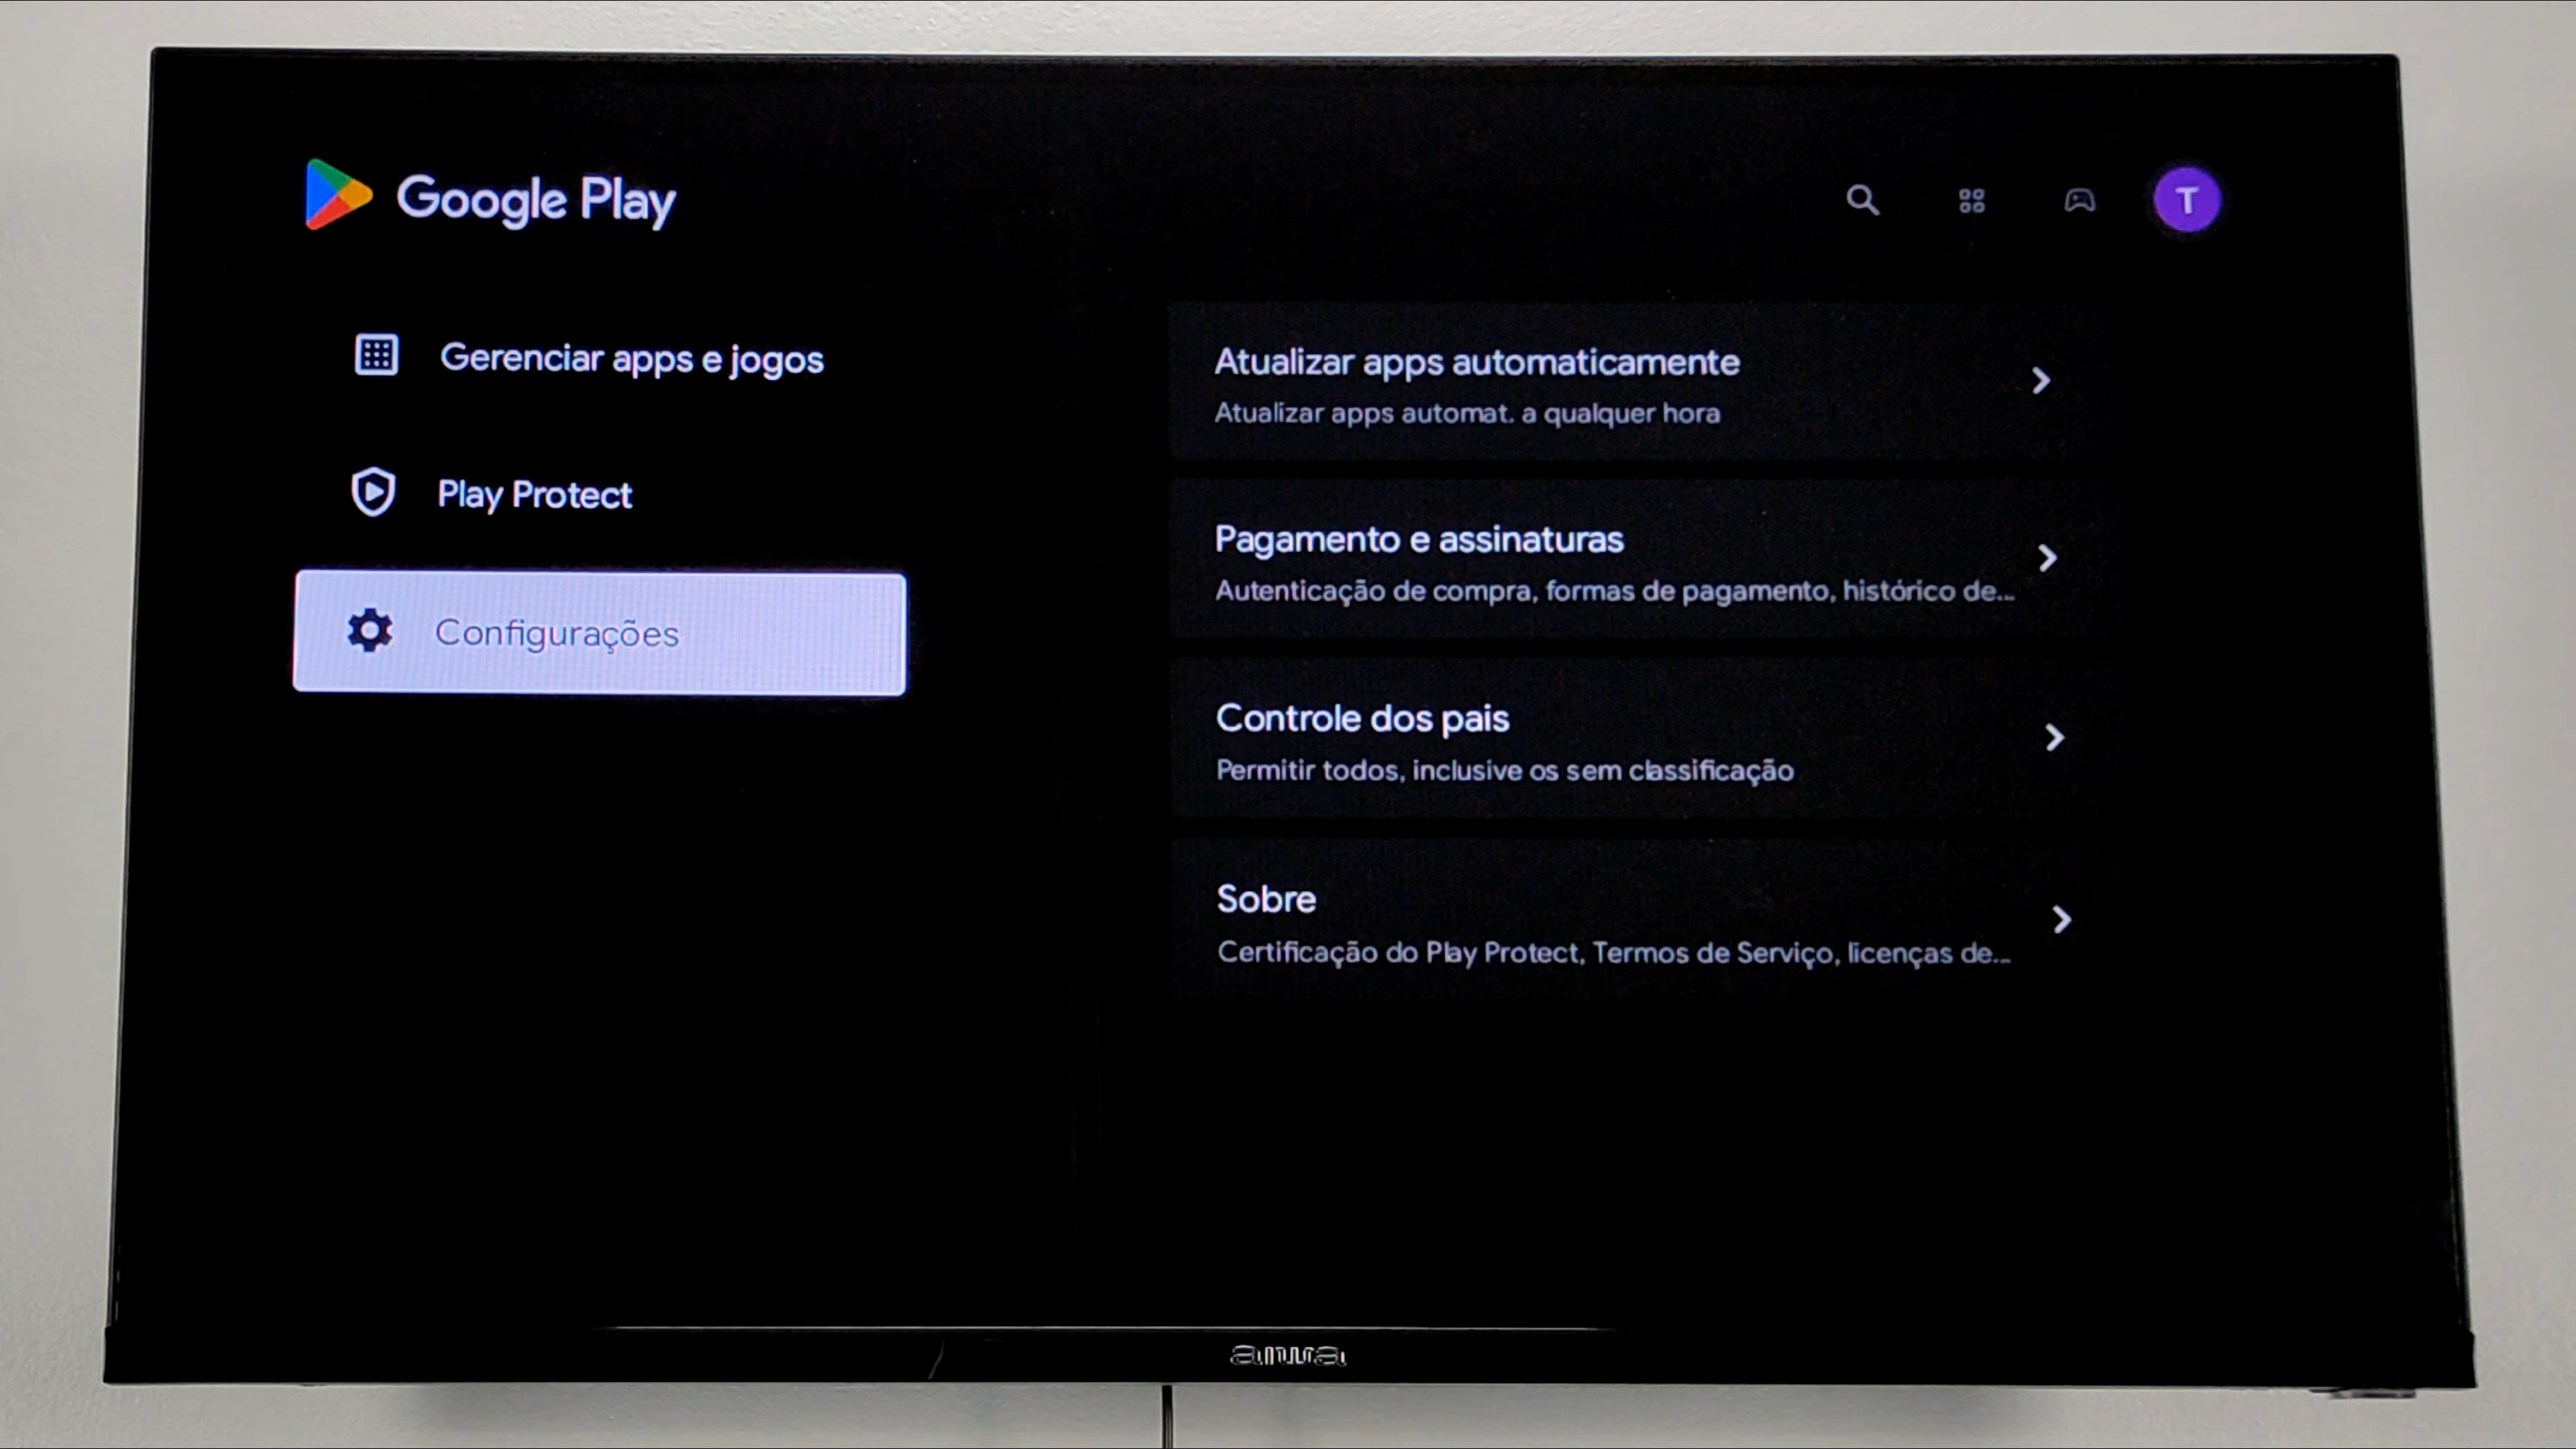 Google Play
T
Gerenciar apps e jogos
Play Protect
Configurações
Atualizar apps automaticamente
Atualizar apps automat. a qualquer hora
Pagamento e assinaturas
Autenticação de compra, formas de pagamento, histórico de...
Controle dos pais
Permitir todos, inclusive os sem classificação
Sobre
Certificação do Play Protect, Termos de Serviço, licenças de...
aiwa